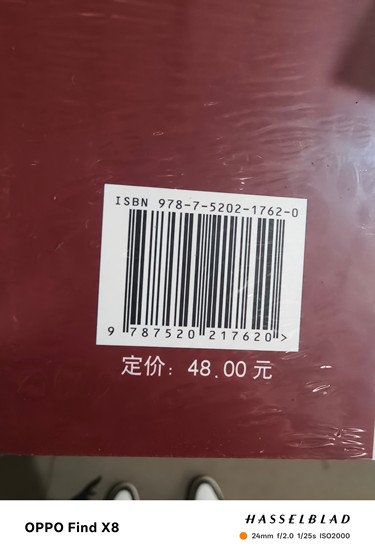 ISBN 978-7-5202-1762-0
9 787520 217620 >
定价：48.00元
OPPO Find X8
HASSELBLAD
24mm f/2.0 1/25s ISO2000